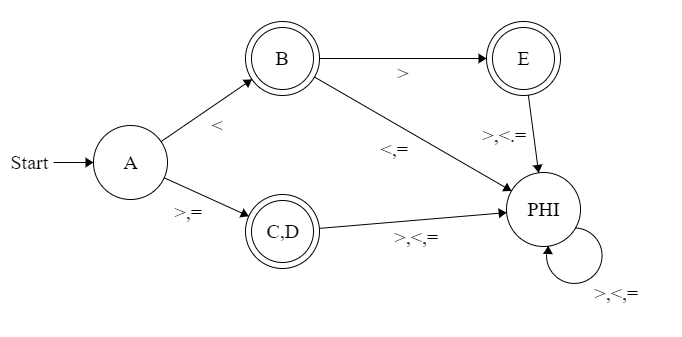 B
E
>
<
>,<.=
<,=
Start
A
PHI
>,=
C,D
>,<,=
>,<,=